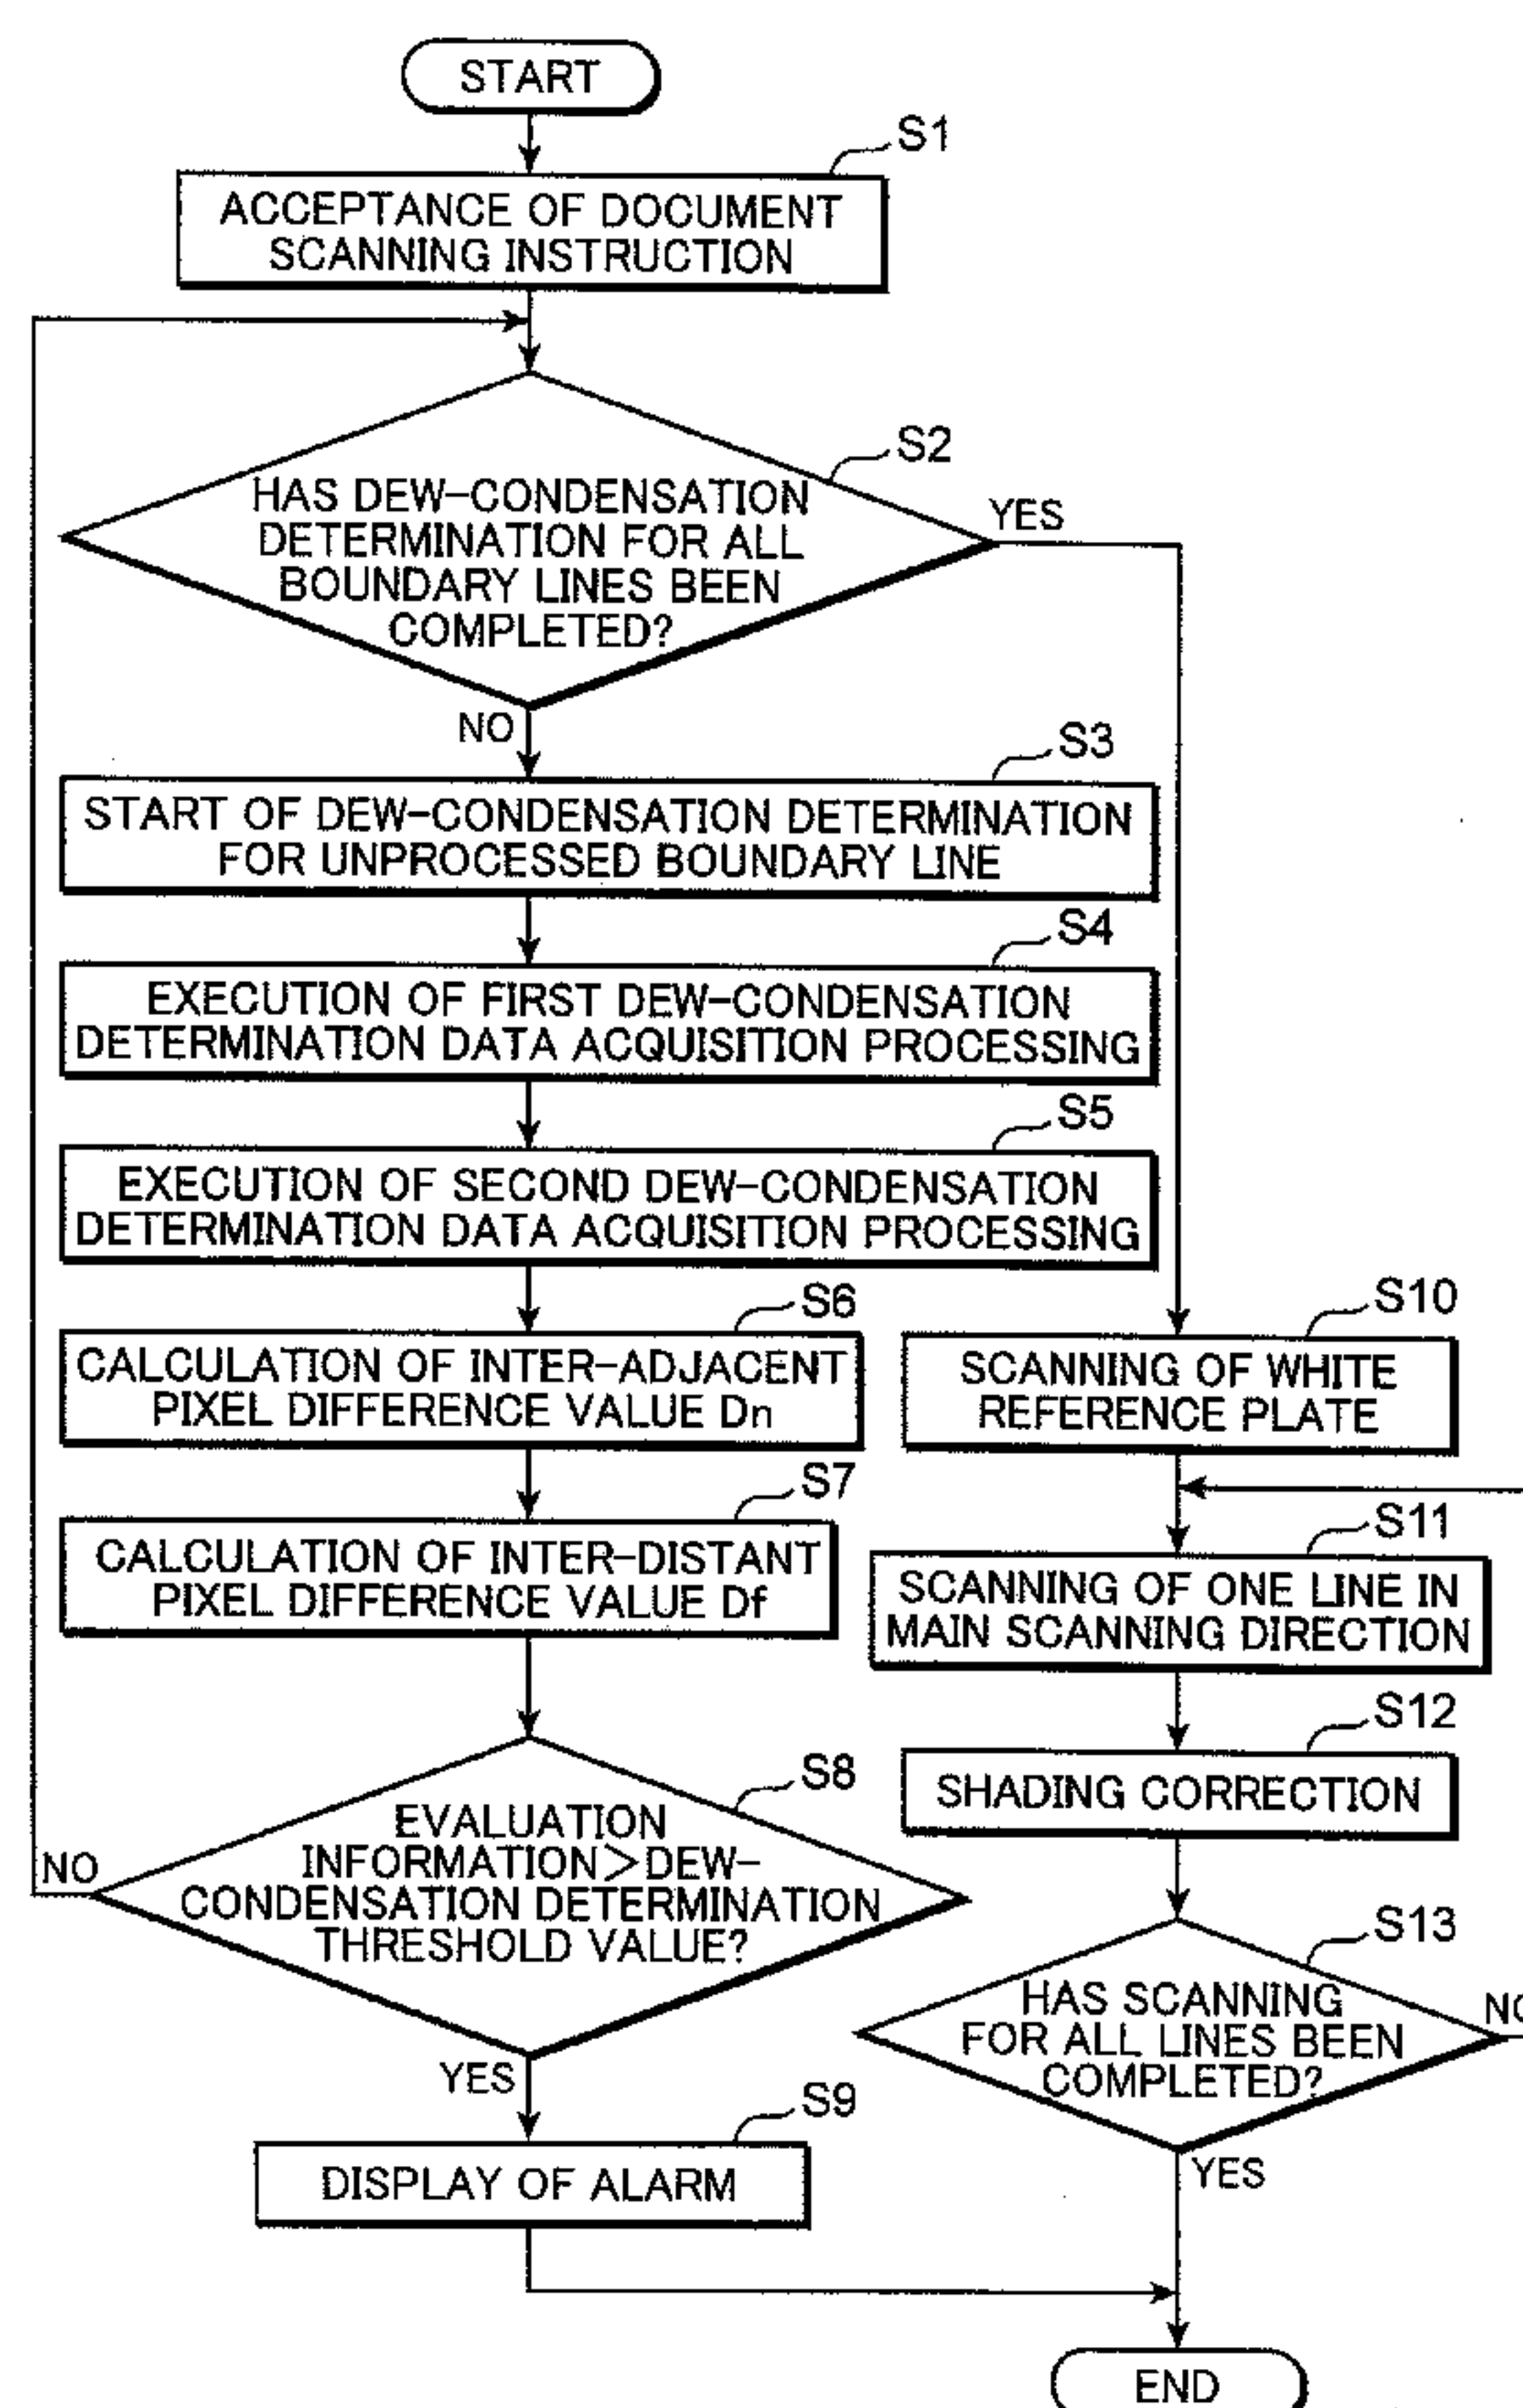 START
S1
ACCEPTANCE OF DOCUMENT
SCANNING INSTRUCTION
S2
HAS DEW-CONDENSATION
DETERMINATION FOR ALL
BOUNDARY LINES BEEN
COMPLETED?
YES
NO
S3
START OF DEW-CONDENSATION DETERMINATION
FOR UNPROCESSED BOUNDARY LINE
S4
EXECUTION OF FIRST DEW-CONDENSATION
DETERMINATION DATA ACQUISITION PROCESSING
S5
EXECUTION OF SECOND DEW-CONDENSATION
DETERMINATION DATA ACQUISITION PROCESSING
S6
CALCULATION OF INTER-ADJACENT
PIXEL DIFFERENCE VALUE Dn
S7
CALCULATION OF INTER-DISTANT
PIXEL DIFFERENCE VALUE Df
S8
EVALUATION
INFORMATION>DEW-
CONDENSATION DETERMINATION
THRESHOLD VALUE?
NO
YES
S9
DISPLAY OF ALARM
S10
SCANNING OF WHITE
REFERENCE PLATE
S11
SCANNING OF ONE LINE IN
MAIN SCANNING DIRECTION
S12
SHADING CORRECTION
S13
HAS SCANNING
FOR ALL LINES BEEN
COMPLETED?
NO
YES
END